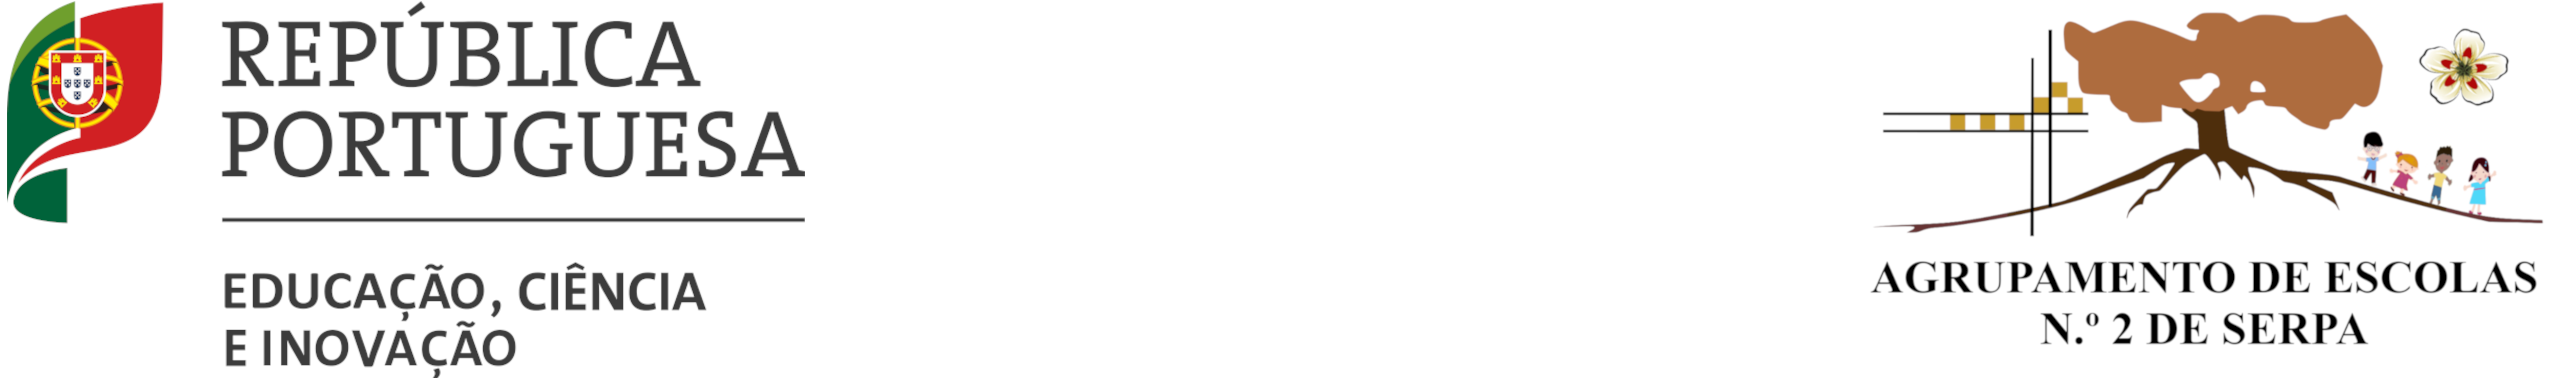 REPÚBLICA
PORTUGUESA
EDUCAÇÃO, CIÊNCIA
E INOVAÇÃO
AGRUPAMENTO DE ESCOLAS
N.º 2 DE SERPA